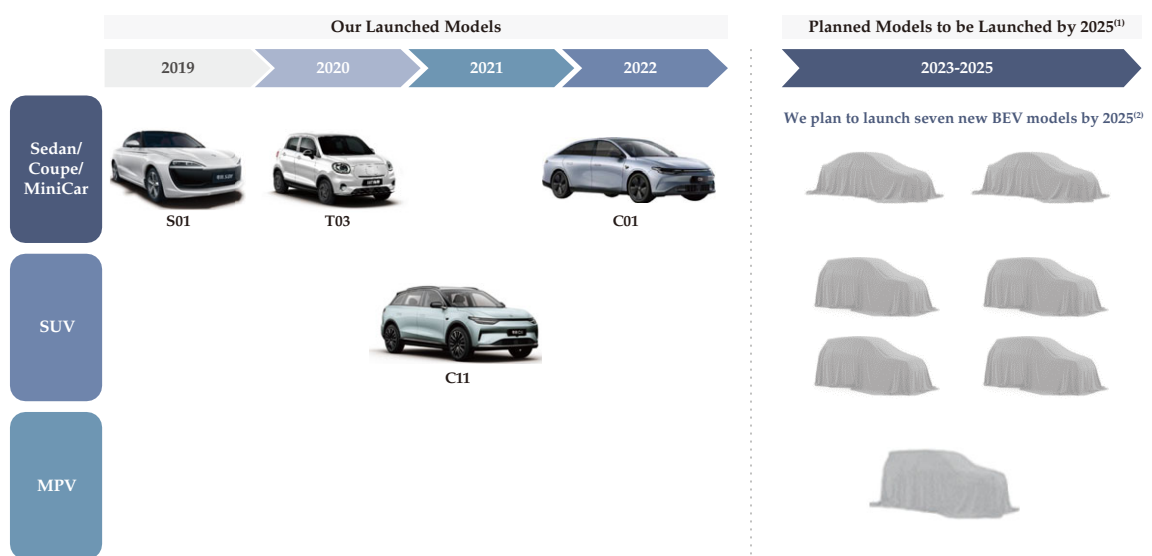 Our Launched Models
Planned Models to be Launched by 2025(1)
2019
2020
2021
2022
2023-2025
We plan to launch seven new BEV models by 2025(2)
Sedan/
Coupe/
MiniCar
S01
T03
C01
SUV
C11
MPV